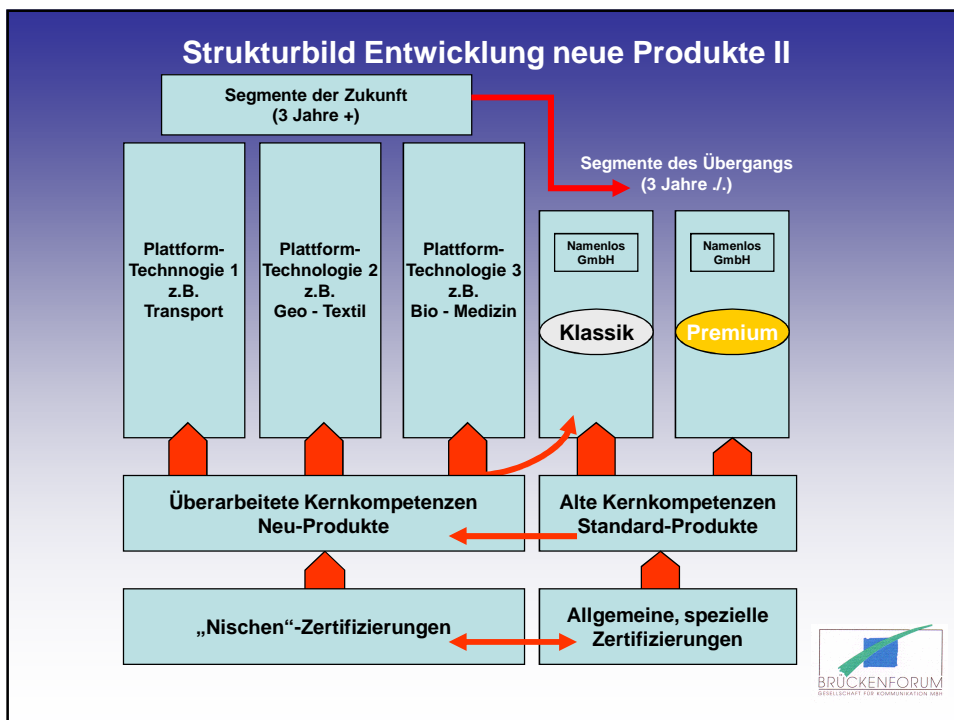 Strukturbild Entwicklung neue Produkte II
Segmente der Zukunft
(3 Jahre +)
Segmente des Übergangs
(3 Jahre ./.)
Plattform-
Technnogie 1
z.B.
Transport
Plattform-
Technologie 2
z.B.
Geo - Textil
Plattform-
Technologie 3
z.B.
Bio - Medizin
Namenlos
GmbH
Klassik
Namenlos
GmbH
Premium
Überarbeitete Kernkompetenzen
Neu-Produkte
Alte Kernkompetenzen
Standard-Produkte
„Nischen“-Zertifizierungen
Allgemeine, spezielle
Zertifizierungen
BRÜCKENFORUM
GESELLSCHAFT FÜR KOMMUNIKATION MBH